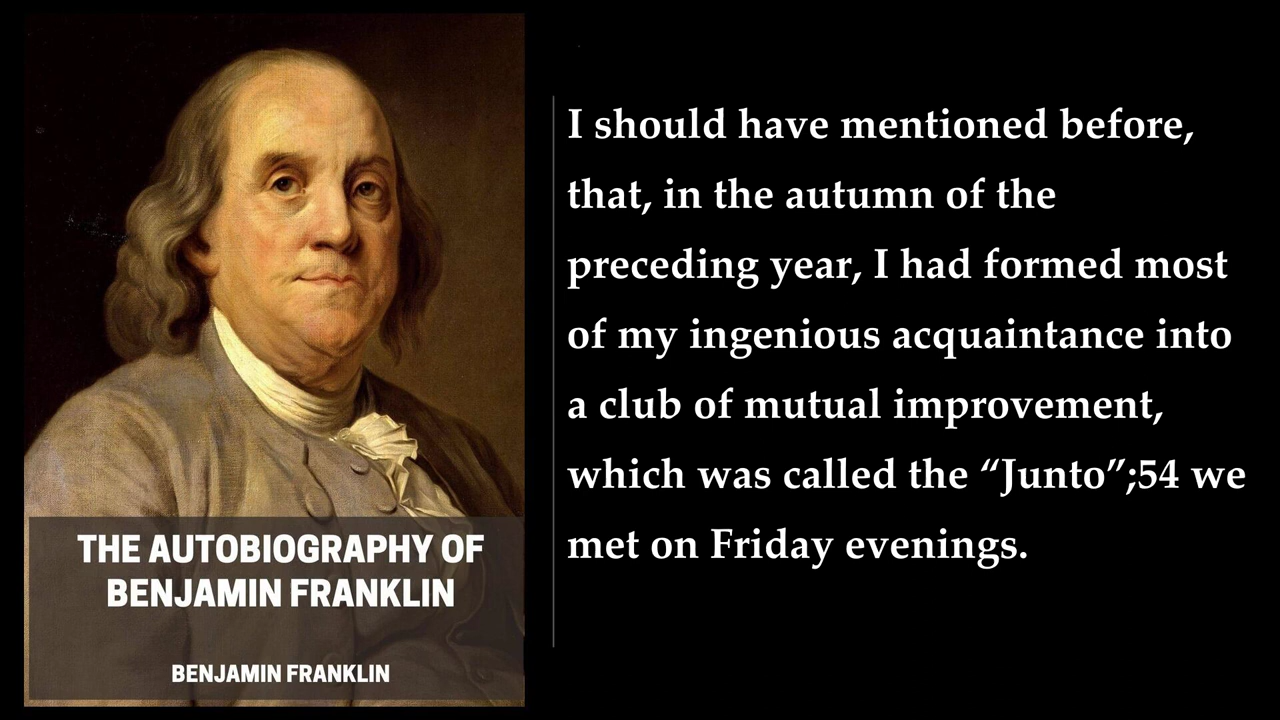 THE AUTOBIOGRAPHY OF
BENJAMIN FRANKLIN
BENJAMIN FRANKLIN
I should have mentioned before,
that, in the autumn of the
preceding year, I had formed most
of my ingenious acquaintance into
a club of mutual improvement,
which was called the “Junto”;54 we
met on Friday evenings.